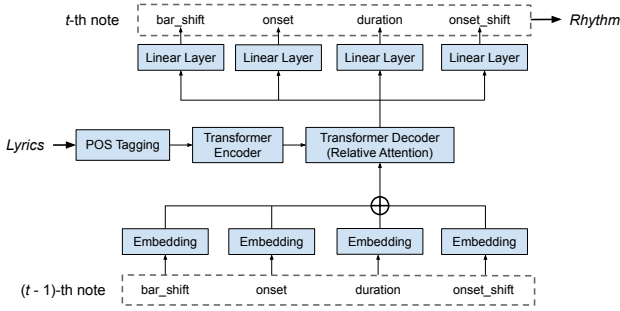 t-th note bar_shift onset duration onset_shift Rhythm
Linear Layer Linear Layer Linear Layer Linear Layer
Lyrics POS Tagging Transformer Encoder Transformer Decoder (Relative Attention)
Embedding Embedding Embedding Embedding
(t - 1)-th note bar_shift onset duration onset_shift